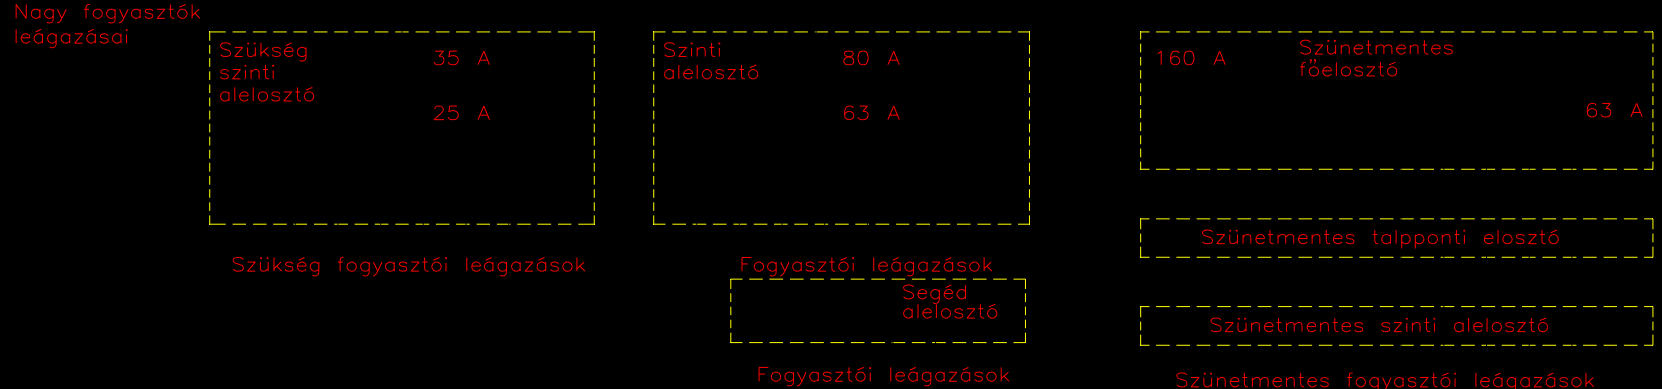 Nagy fogyasztók
leágazásai
Szükség
szinti
alelosztó
35 A
25 A
Szükség fogyasztói leágazások
Szinti
alelosztó
80 A
63 A
Fogyasztói leágazások
Segéd
alelosztó
Fogyasztói leágazások
160 A
Szünetmentes
főelosztó
63 A
Szünetmentes talpponti elosztó
Szünetmentes szinti alelosztó
Szünetmentes fogyasztói leágazások